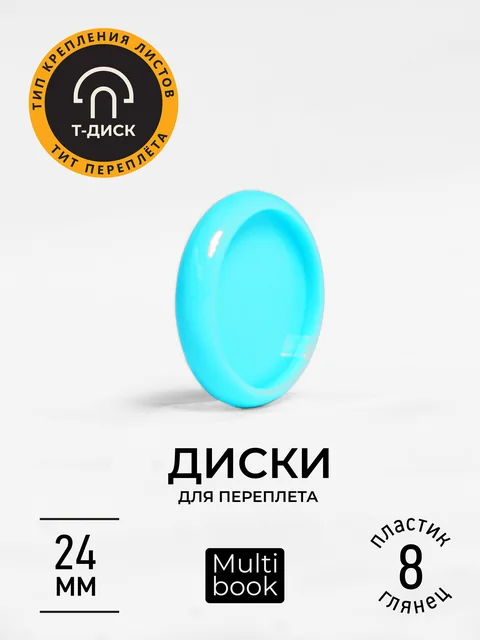 ТИП КРЕПЛЕНИЯ ЛИСТОВ
Т-ДИСК
ТИТ ПЕРЕПЛЁТА
ДИСКИ
ДЛЯ ПЕРЕПЛЕТА
24
ММ
Multi
book
пластик
8
глянец